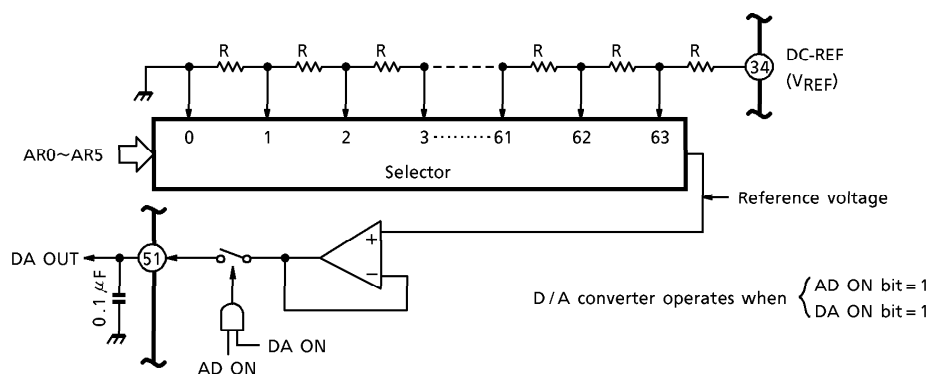 R R R R R R
34 DC-REF
(VREF)
0 1 2 3 ········ 61 62 63
AR0~AR5
Selector
Reference voltage
DA OUT
51
+
−
0.1 μF
D/A converter operates when { AD ON bit = 1
DA ON bit = 1
DA ON
AD ON